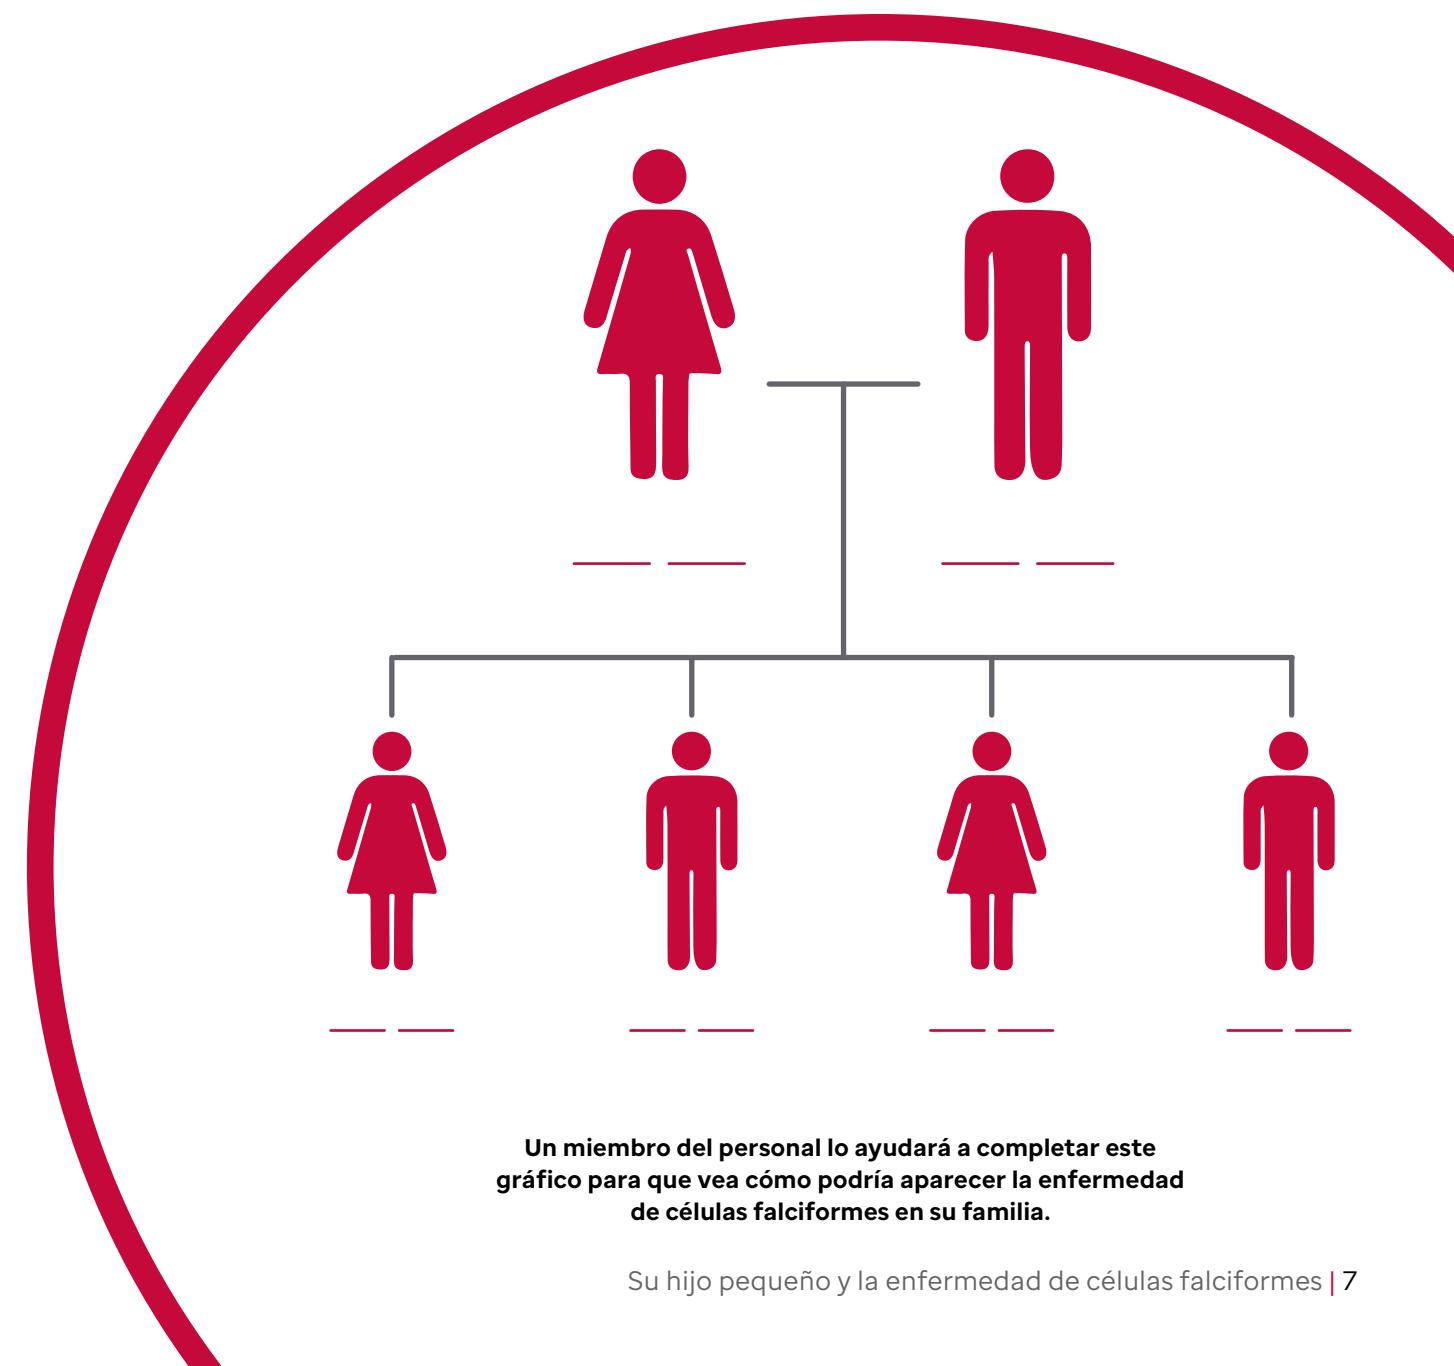 Un miembro del personal lo ayudará a completar este
gráfico para que vea cómo podría aparecer la enfermedad
de células falciformes en su familia.
Su hijo pequeño y la enfermedad de células falciformes | 7